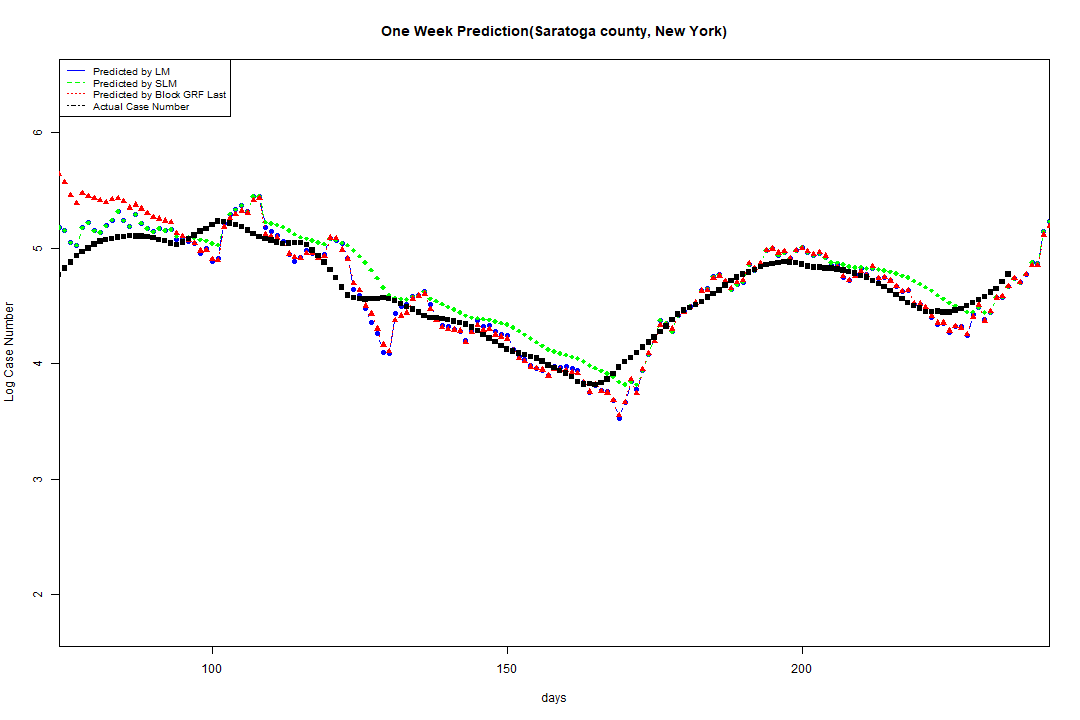 One Week Prediction(Saratoga county, New York)
Predicted by LM
Predicted by SLM
Predicted by Block GRF Last
Actual Case Number
6
5
4
3
2
Log Case Number
100
150
200
days